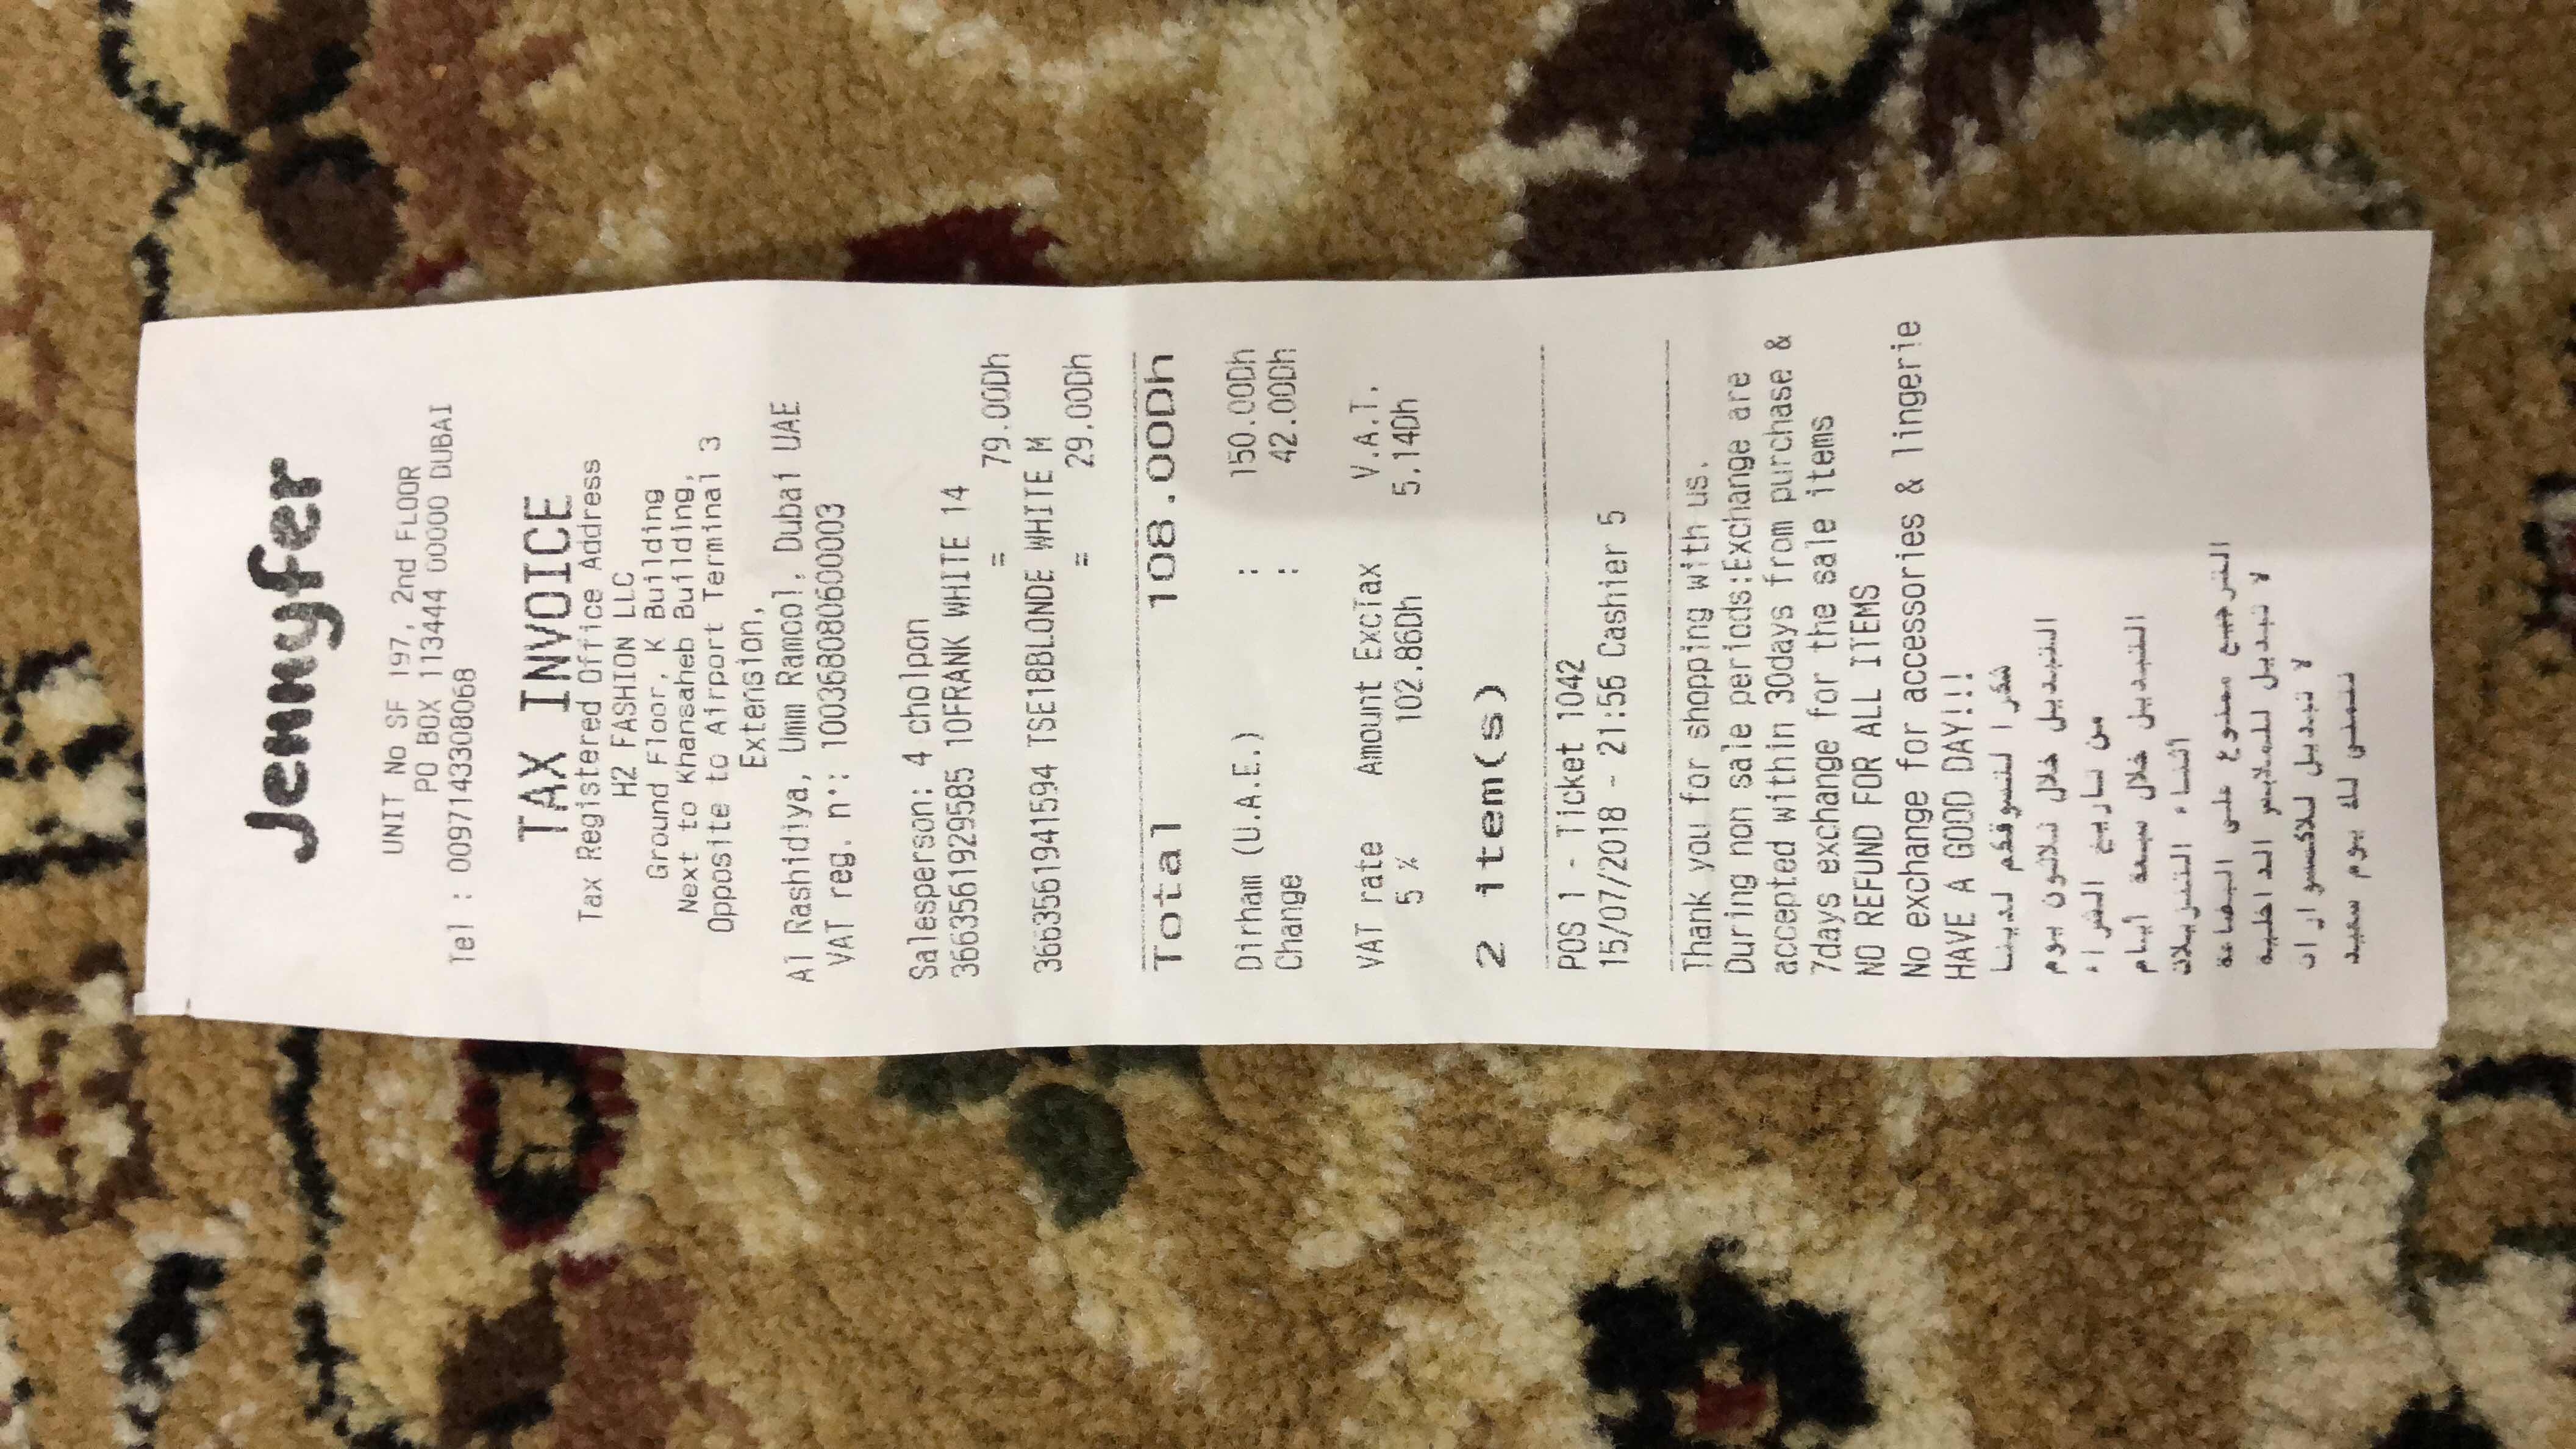 Jennyfer
UNIT No SF 197, 2nd FLOOR
PO BOX 113444 00000 DUBAI
Tel : 0097143308068
TAX INVOICE
Tax Registered Office Address
H2 FASHION LLC
Ground Floor, K Building
Next to Khansaheb Building,
Opposite to Airport Terminal 3
Extension,
Al Rashidiya, Umm Ramool, Dubai UAE
VAT reg. n°: 100368080600003
Salesperson: 4 cholpon
3663561929585 10FRANK WHITE 14
= 79.00Dh
3663561941594 TSE18BLONDE WHITE M
= 29.00Dh
Total 108.00Dh
Dirham (U.A.E.) : 150.00Dh
Change : 42.00Dh
VAT rate Amount ExcTax V.A.T.
5 % 102.86Dh 5.14Dh
2 item(s)
POS 1 - Ticket 1042
15/07/2018 - 21:56 Cashier 5
Thank you for shopping with us.
During non sale periods:Exchange are
accepted within 30days from purchase &
7days exchange for the sale items
NO REFUND FOR ALL ITEMS
No exchange for accessories & lingerie
HAVE A GOOD DAY!!!
شكرا لتسوقكم لدينا
التبديل خلال ثلاثون يوم
من تاريخ الشراء
التبديل خلال سبعة أيام
أثناء التنزيلات
الترجيع ممنوع على البضاعة
لا تبديل للملابس الداخليه
لا تبديل للاكسسوارات
نتمنى لك يوم سعيد